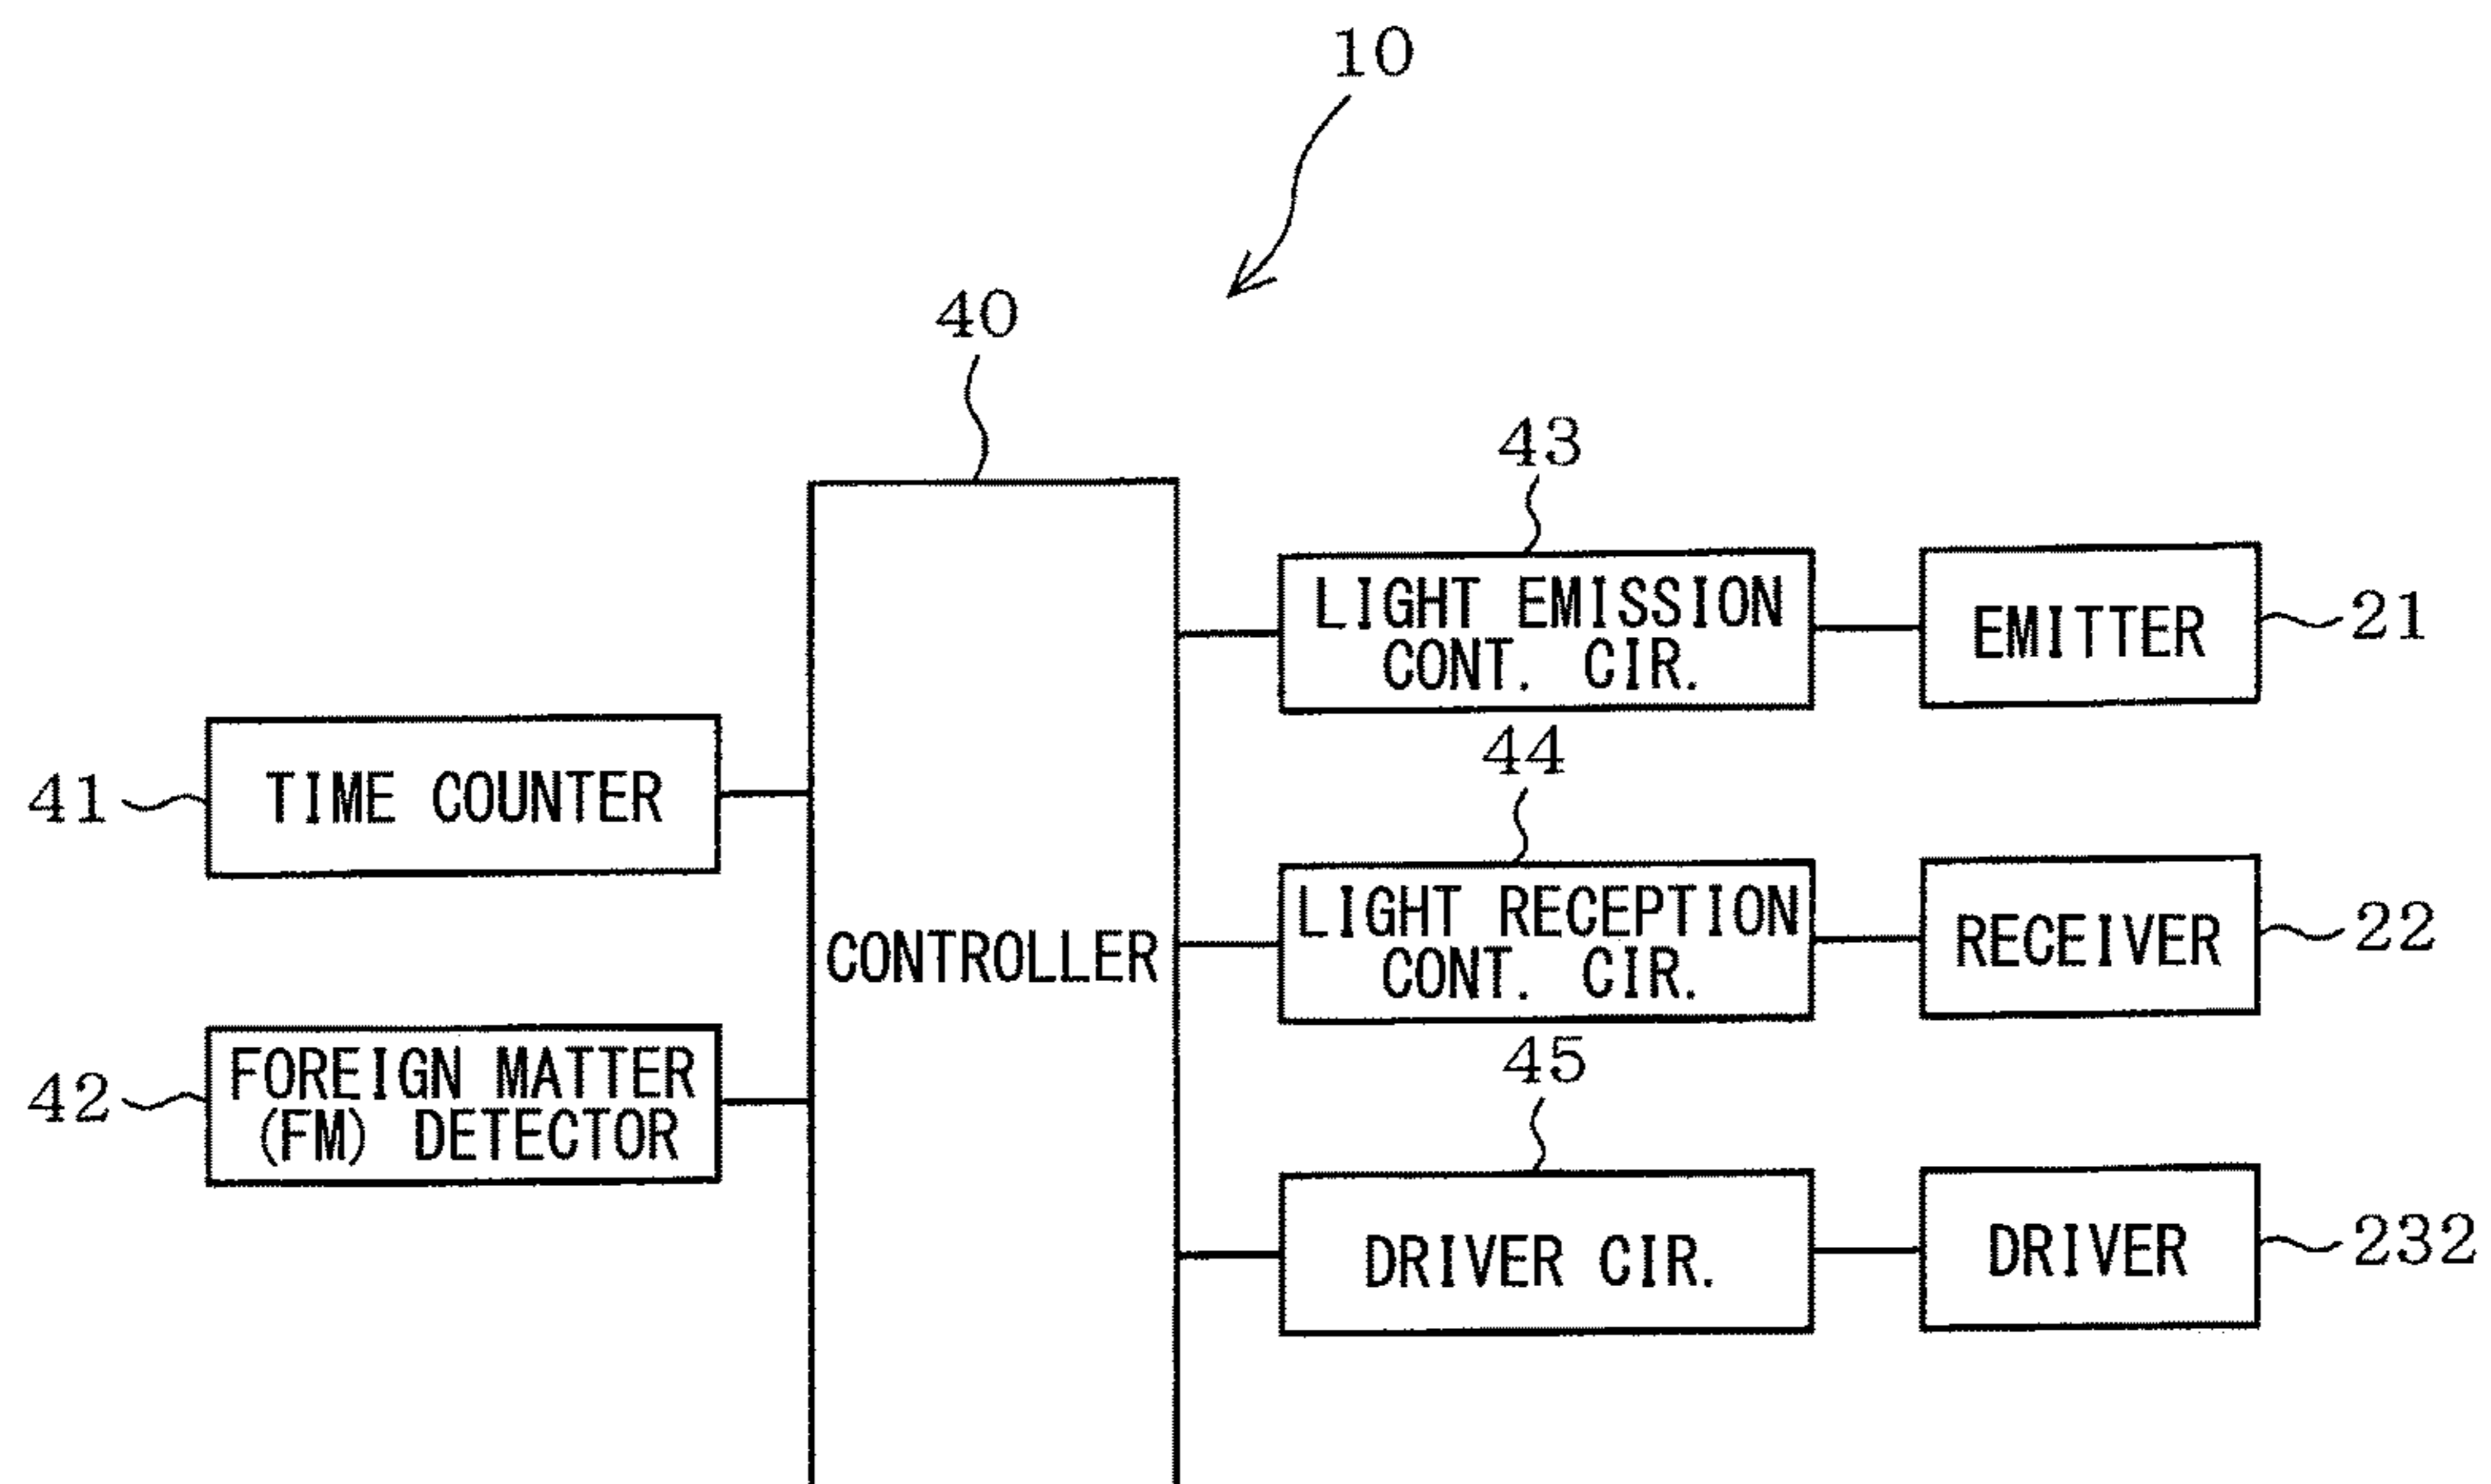 10
40
43
LIGHT EMISSION
CONT. CIR.
EMITTER
21
41
TIME COUNTER
44
CONTROLLER
LIGHT RECEPTION
CONT. CIR.
RECEIVER
22
42
FOREIGN MATTER
(FM) DETECTOR
45
DRIVER CIR.
DRIVER
232